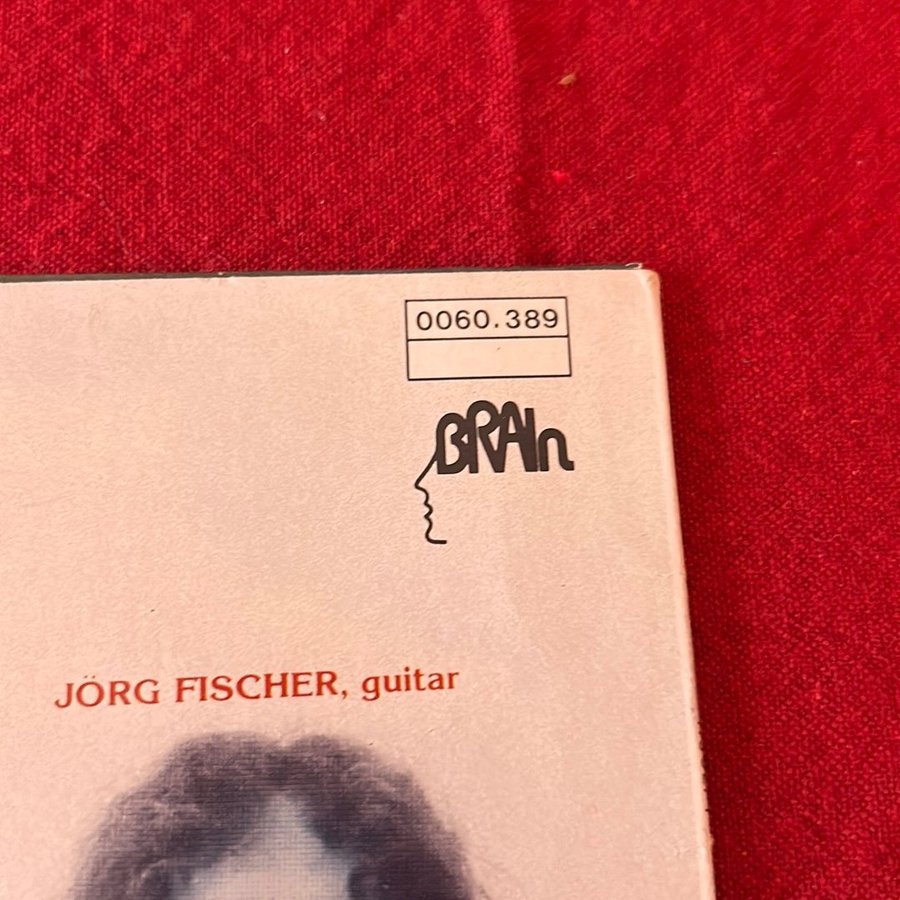 0060.389
BRAIn
JÖRG FISCHER, guitar